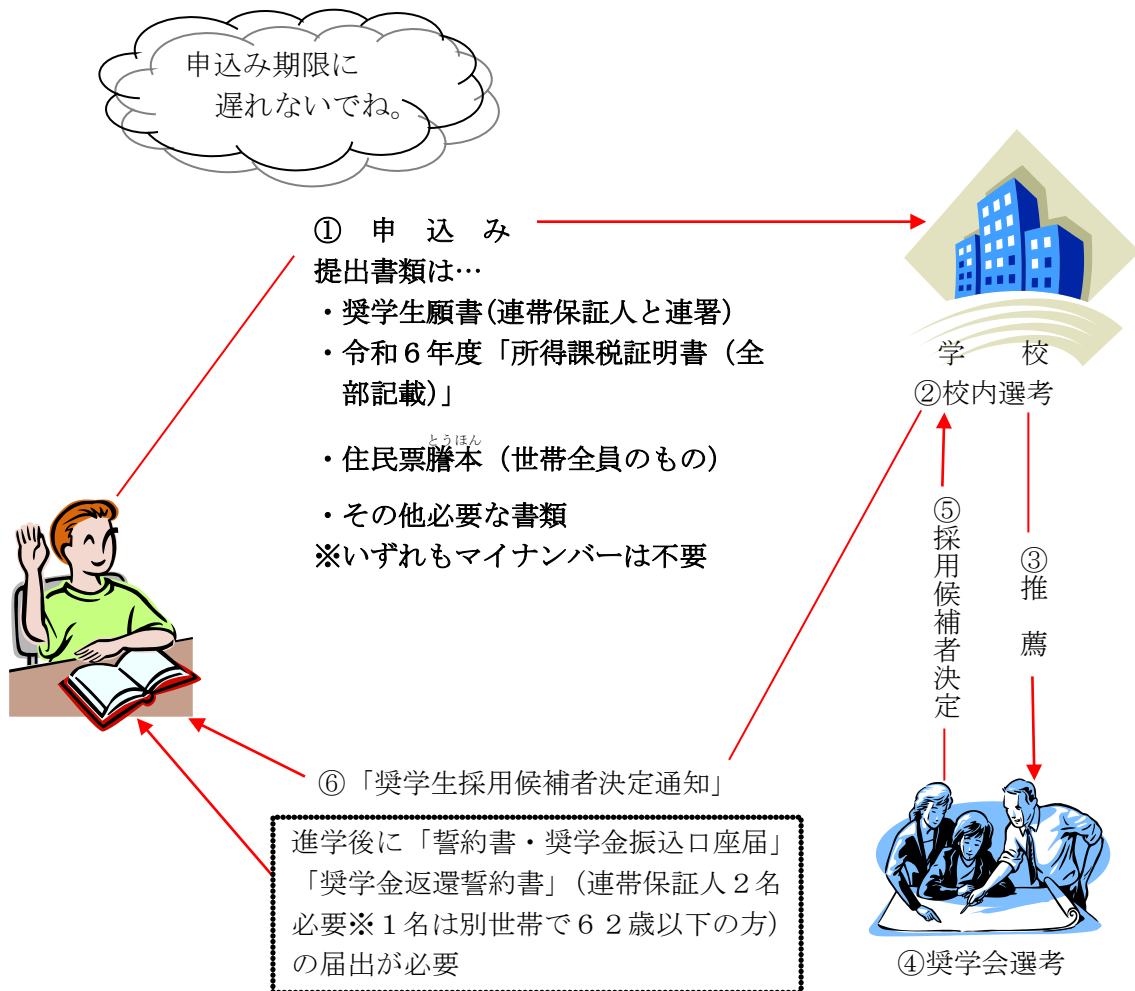 申込み期限に
遅れないでね。
①　申　込　み
提出書類は…
・奨学生願書(連帯保証人と連署)
・令和６年度「所得課税証明書（全
部記載）」
とうほん
・住民票謄本（世帯全員のもの）
・その他必要な書類
※いずれもマイナンバーは不要
学　　校
②校内選考
③推　薦
④奨学会選考
⑤採用候補者決定
⑥「奨学生採用候補者決定通知」
進学後に「誓約書・奨学金振込口座届」
「奨学金返還誓約書」（連帯保証人２名
必要※１名は別世帯で６２歳以下の方）
の届出が必要